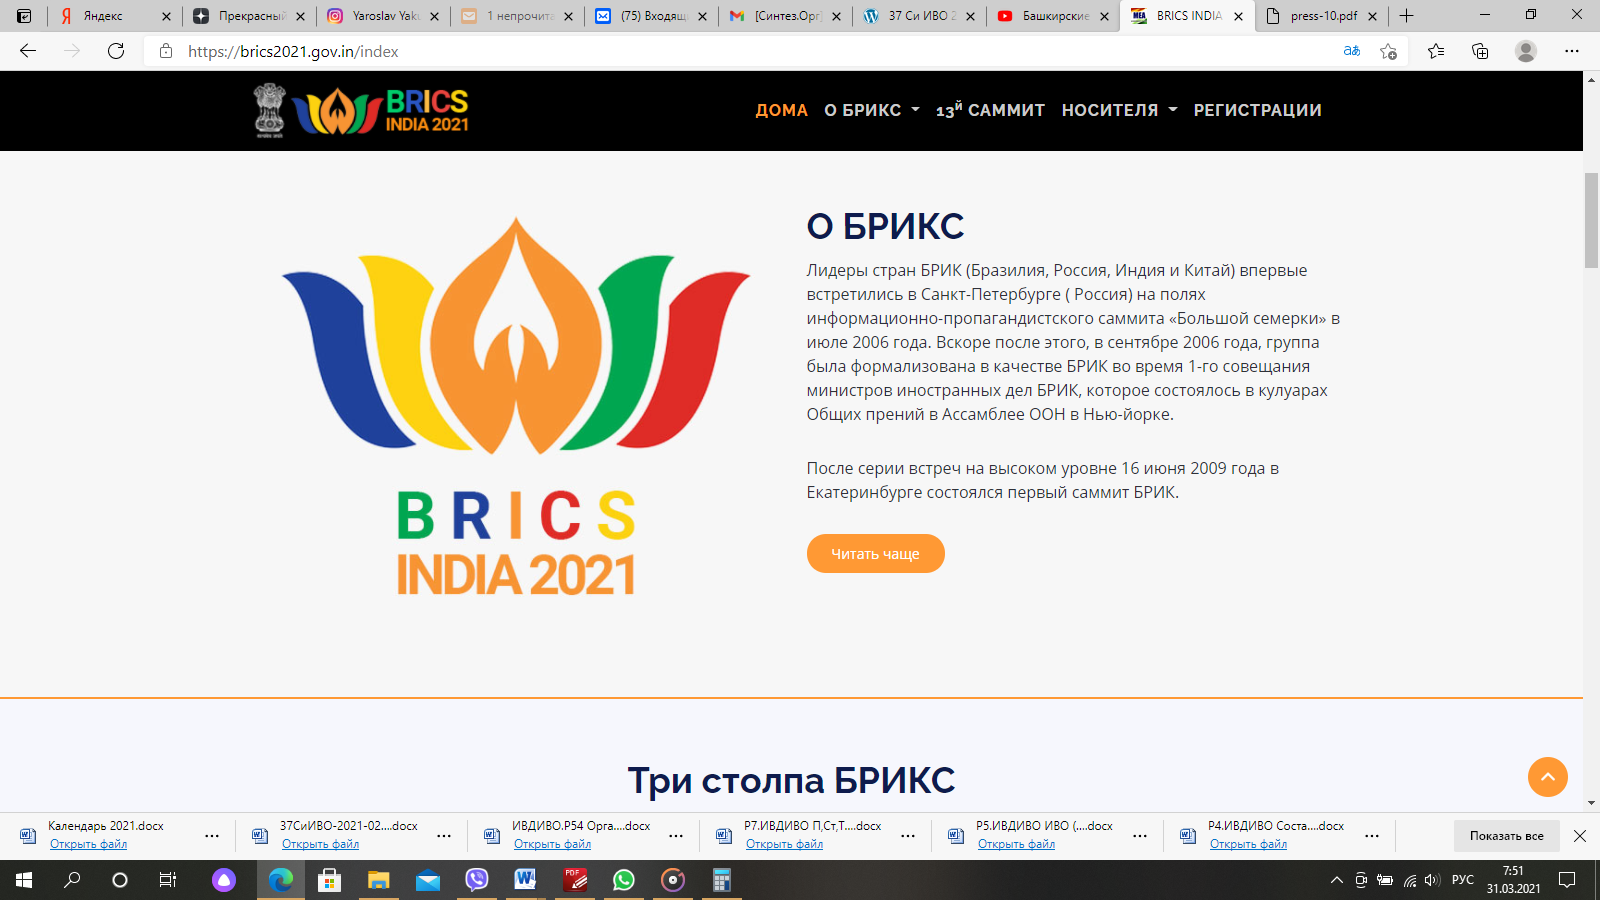 Яндекс
Прекрасный
Yaroslav Yaku
1 непрочита
(75) Входящи
[Синтез.Орг]
37 Си ИВО 2
Башкирские
BRICS INDIA
press-10.pdf
https://brics2021.gov.in/index
BRICS
INDIA 2021
ДОМА
О БРИКС
13й САММИТ
НОСИТЕЛЯ
РЕГИСТРАЦИИ
BRICS
INDIA 2021
О БРИКС
Лидеры стран БРИК (Бразилия, Россия, Индия и Китай) впервые
встретились в Санкт-Петербурге ( Россия) на полях
информационно-пропагандистского саммита «Большой семерки» в
июле 2006 года. Вскоре после этого, в сентябре 2006 года, группа
была формализована в качестве БРИК во время 1-го совещания
министров иностранных дел БРИК, которое состоялось в кулуарах
Общих прений в Ассамблее ООН в Нью-йорке.
После серии встреч на высоком уровне 16 июня 2009 года в
Екатеринбурге состоялся первый саммит БРИК.
Читать чаще
Три столпа БРИКС
Календарь 2021.docx
Открыть файл
37СиИВО-2021-02....docx
Открыть файл
ИВДИВО.Р54 Орга....docx
Открыть файл
Р7.ИВДИВО П,Ст,Т....docx
Открыть файл
Р5.ИВДИВО ИВО (....docx
Открыть файл
Р4.ИВДИВО Соста....docx
Открыть файл
Показать все
РУС
7:51
31.03.2021